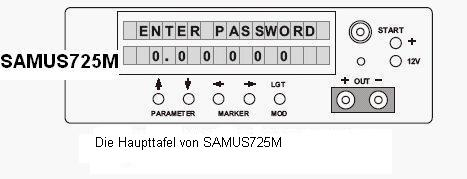 ENTER PASSWORD
0.00000
SAMUS725M
START
+
12V
+ OUT −
LGT
PARAMETER MARKER MOD
Die Haupttafel von SAMUS725M